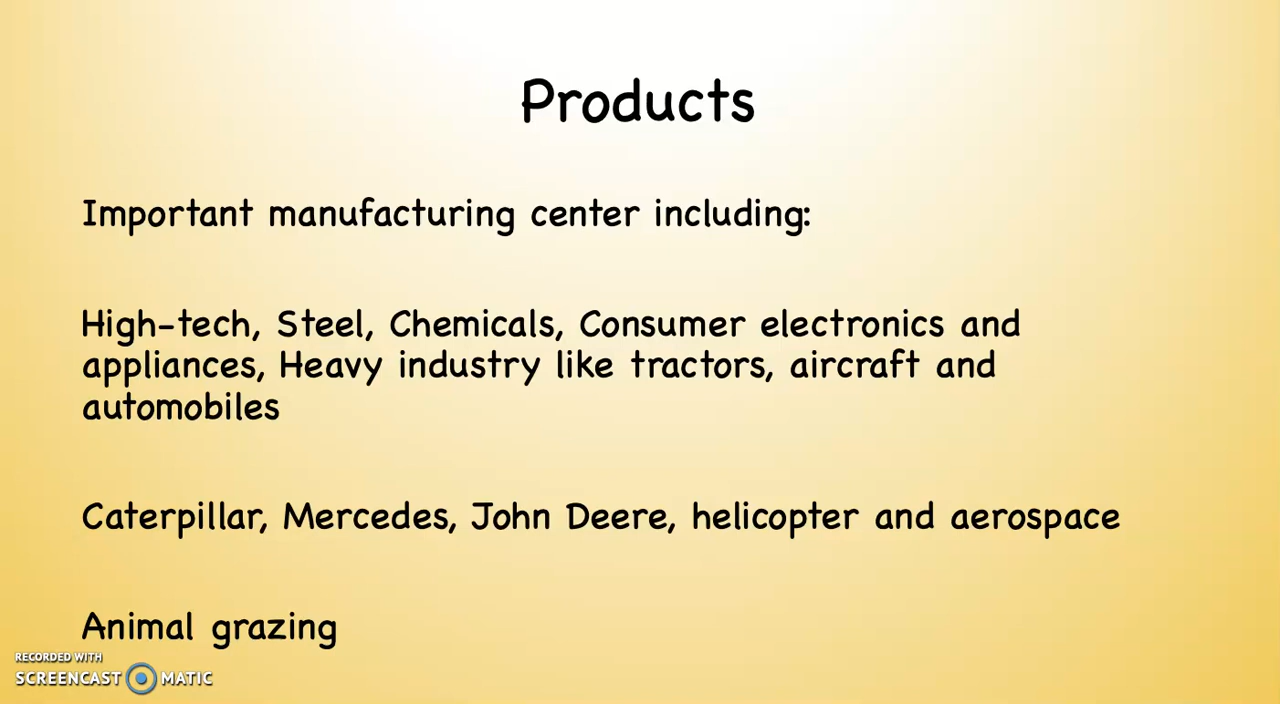 Products
Important manufacturing center including:
High-tech, Steel, Chemicals, Consumer electronics and
appliances, Heavy industry like tractors, aircraft and
automobiles
Caterpillar, Mercedes, John Deere, helicopter and aerospace
Animal grazing
RECORDED WITH
SCREENCAST MATIC